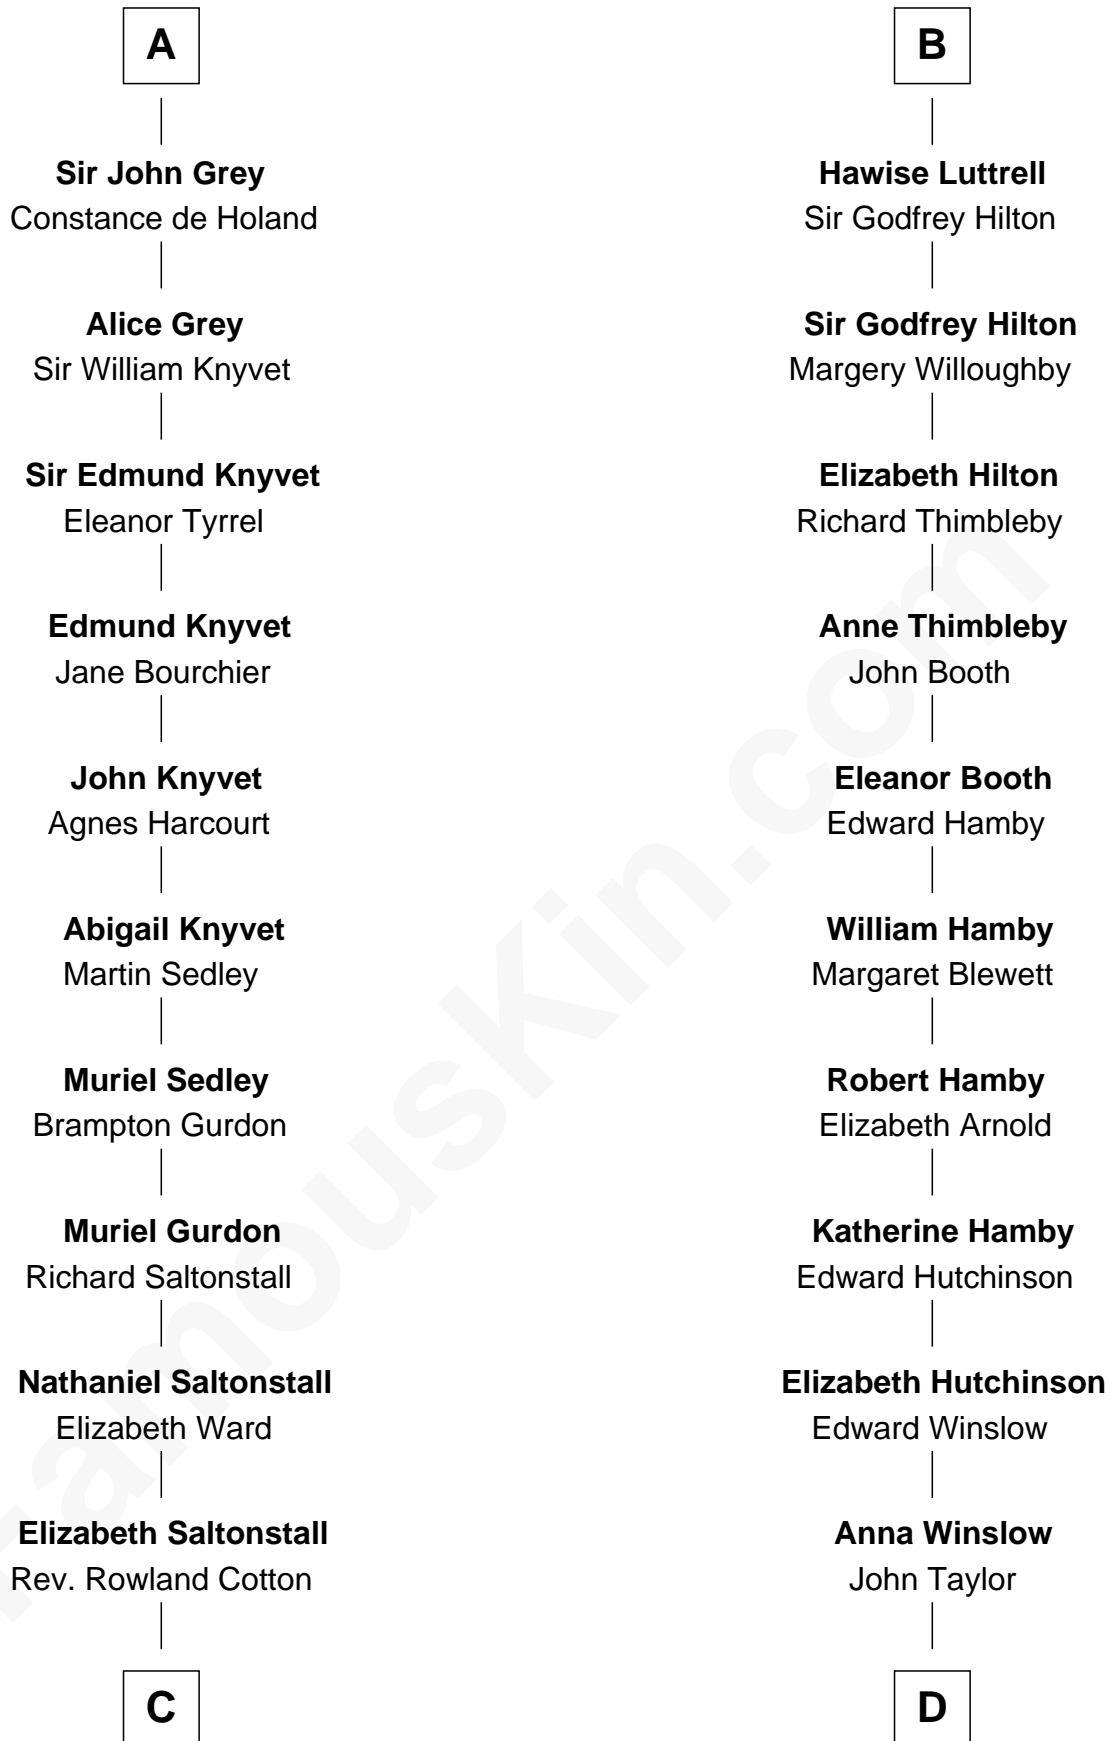 A
Sir John Grey
Constance de Holand
Alice Grey
Sir William Knyvet
Sir Edmund Knyvet
Eleanor Tyrrel
Edmund Knyvet
Jane Bourchier
John Knyvet
Agnes Harcourt
Abigail Knyvet
Martin Sedley
Muriel Sedley
Brampton Gurdon
Muriel Gurdon
Richard Saltonstall
Nathaniel Saltonstall
Elizabeth Ward
Elizabeth Saltonstall
Rev. Rowland Cotton
C
B
Hawise Luttrell
Sir Godfrey Hilton
Sir Godfrey Hilton
Margery Willoughby
Elizabeth Hilton
Richard Thimbleby
Anne Thimbleby
John Booth
Eleanor Booth
Edward Hamby
William Hamby
Margaret Blewett
Robert Hamby
Elizabeth Arnold
Katherine Hamby
Edward Hutchinson
Elizabeth Hutchinson
Edward Winslow
Anna Winslow
John Taylor
D
FamousKin.com